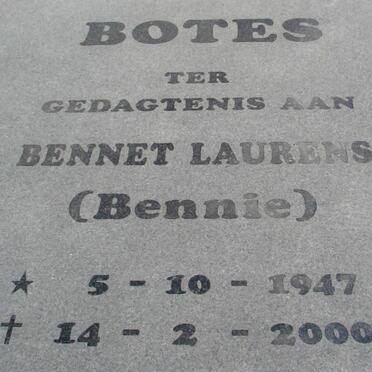 BOTES
TER
GEDAGTENIS AAN
BENNET LAURENS
(Bennie)
★ 5 - 10 - 1947
† 14 - 2 - 2000